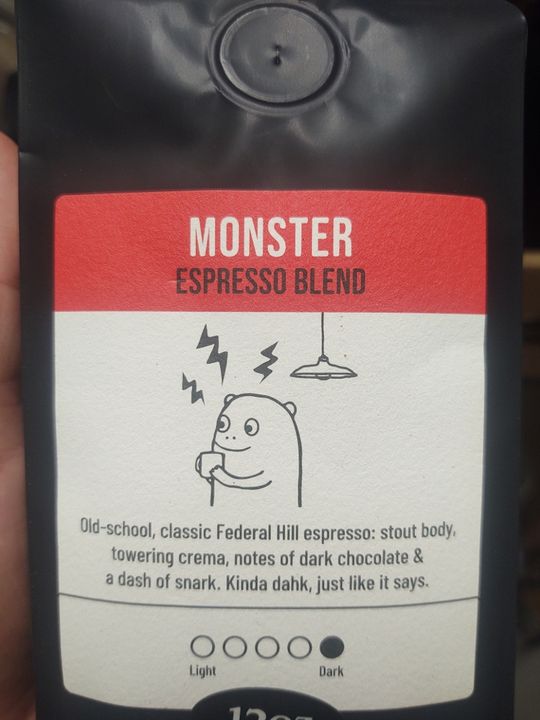 MONSTER
ESPRESSO BLEND
Old-school, classic Federal Hill espresso: stout body,
towering crema, notes of dark chocolate &
a dash of snark. Kinda dahk, just like it says.
Light Dark
12oz